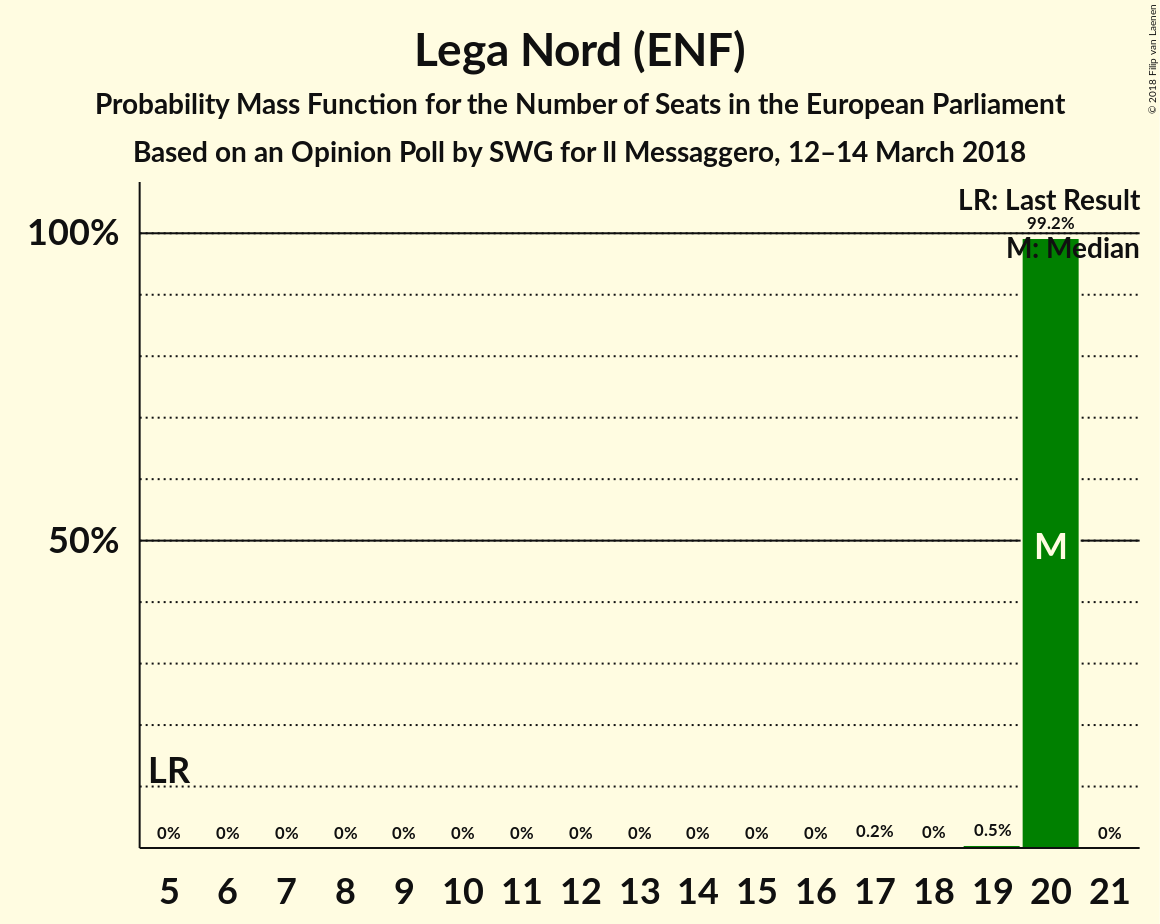 Lega Nord (ENF)
Probability Mass Function for the Number of Seats in the European Parliament
Based on an Opinion Poll by SWG for Il Messaggero, 12–14 March 2018
© 2018 Filip van Laenen
LR: Last Result
99.2%
M: Median
100%
50%
M
LR
0% 0% 0% 0% 0% 0% 0% 0% 0% 0% 0% 0% 0.2% 0% 0.5% 0%
5 6 7 8 9 10 11 12 13 14 15 16 17 18 19 20 21